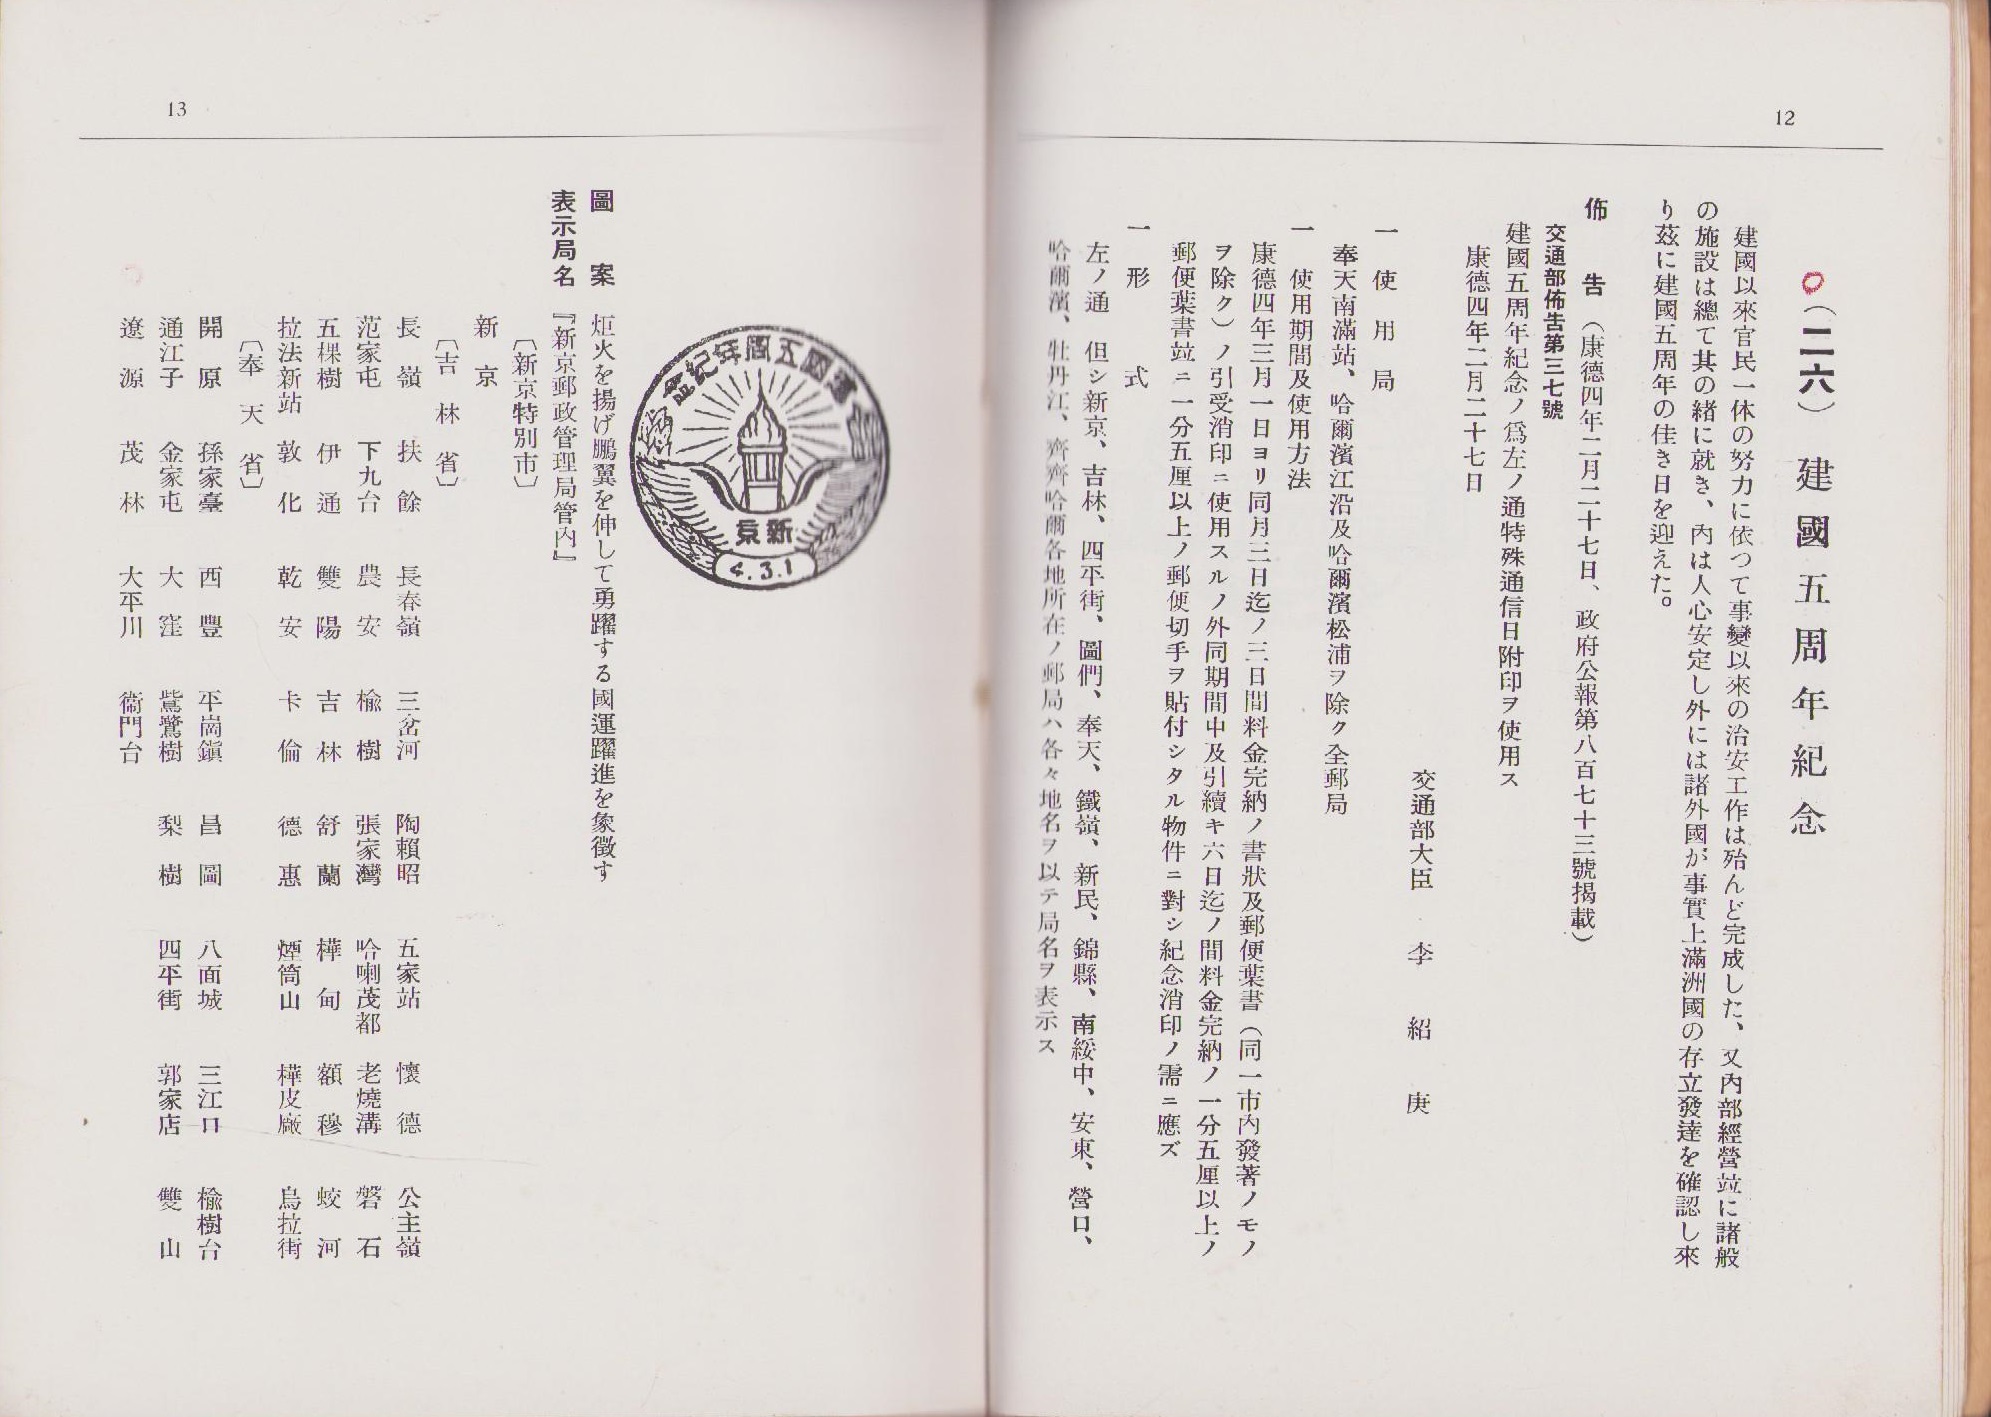 12
(二六) 建國五周年紀念
建國以來官民一休の努力に依つて事變以來の治安工作は殆んど完成した、又內部經營竝に諸般
の施設は總て其の緒に就き、內は人心安定し外には諸外國が事實上滿洲國の存立發達を確認し來
り玆に建國五周年の佳き日を迎えた。
佈告 (康德四年二月二十七日、政府公報第八百七十三號揭載)
交通部佈告第三七號
建國五周年紀念ノ爲左ノ通特殊通信日附印ヲ使用ス
康德四年二月二十七日
交通部大臣 李紹庚
一 使用局
奉天南滿站、哈爾濱江沿及哈爾濱松浦ヲ除ク全郵局
一 使用期間及使用方法
康德四年三月一日ヨリ同月三日迄ノ三日間料金完納ノ書狀及郵便葉書(同一市內發著ノモノ
ヲ除ク)ノ引受消印ニ使用スルノ外同期間中及引續キ六日迄ノ間料金完納ノ一分五厘以上ノ
郵便葉書竝ニ一分五厘以上ノ郵便切手ヲ貼付シタル物件ニ對シ紀念消印ノ需ニ應ズ
一 形式
左ノ通 但シ新京、吉林、四平街、圖們、奉天、鐵嶺、新民、錦縣、南綏中、安東、營口、
哈爾濱、牡丹江、齊齊哈爾各地所在ノ郵局ハ各々地名ヲ以テ局名ヲ表示ス
13
建國五周年紀念
新京
4.3.1
圖案 炬火を揚げ鵬翼を伸して勇躍する國運躍進を象徵す
表示局名 『新京郵政管理局管內』
〔新京特別市〕
新京
〔吉林省〕
長嶺 扶餘 長春嶺 三岔河 陶賴昭 五家站 懷德 公主嶺
范家屯 下九台 農安 楡樹 張家灣 哈喇茂都 老燒溝 磐石
五棵樹 伊通 雙陽 吉林 舒蘭 樺甸 額穆 蛟河
拉法新站 敦化 乾安 卡倫 德惠 煙筒山 樺皮廠 烏拉街
〔奉天省〕
開原 孫家臺 西豐 平崗鎭 昌圖 八面城 三江口 楡樹台
通江子 金家屯 大窪 鴜鷺樹 梨樹 四平街 郭家店 雙山
遼源 茂林 大平川 衙門台